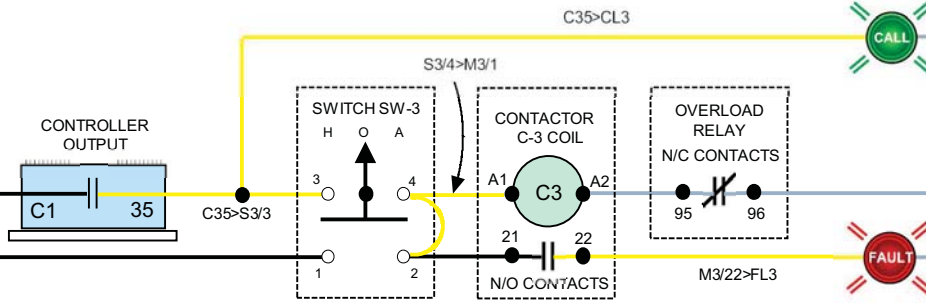 C35>CL3
CALL
S3/4>M3/1
SWITCH SW-3
H O A
CONTROLLER
OUTPUT
C1 35
C35>S3/3
3 4
1 2
CONTACTOR
C-3 COIL
A1 C3 A2
21 22
N/O CONTACTS
OVERLOAD
RELAY
N/C CONTACTS
95 96
M3/22>FL3
FAULT